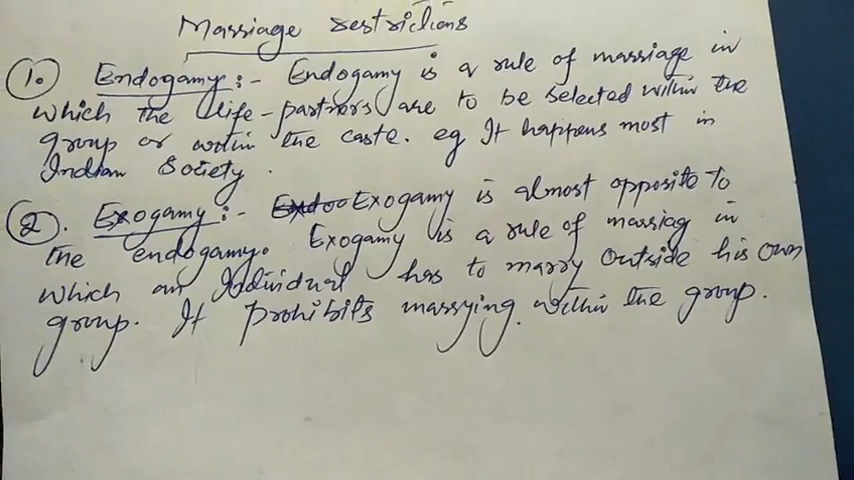 Marriage restrictions
1. Endogamy :- Endogamy is a rule of marriage in
which the life-partners are to be selected within the
group or within the caste. eg It happens most in
Indian Society.
2. Exogamy :- Endo Exogamy is almost opposite to
the endogamy. Exogamy is a rule of marriag in
which an Individual has to marry outside his own
group. It prohibits marrying within the group.